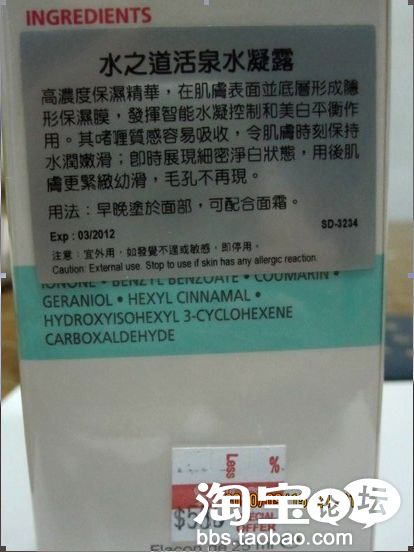 INGREDIENTS
水之道活泉水凝露
高濃度保濕精華，在肌膚表面並底層形成隱
形保濕膜，發揮智能水凝控制和美白平衡作
用。其啫喱質感容易吸收，令肌膚時刻保持
水潤嫩滑；即時展現細密淨白狀態，用後肌
膚更緊緻幼滑，毛孔不再現。
用法：早晚塗於面部，可配合面霜。
Exp : 03/2012
SD-3234
注意：宜外用，如發覺不適或敏感，即停用。
Caution: External use. Stop to use if skin has any allergic reaction.
IONONE • BENZYL BENZOATE • COUMARIN •
GERANIOL • HEXYL CINNAMAL •
HYDROXYISOHEXYL 3-CYCLOHEXENE
CARBOXALDEHYDE
Less %
SPECIAL
OFFER
淘宝论坛
bbs.taobao.com
Flacon de 25 ml